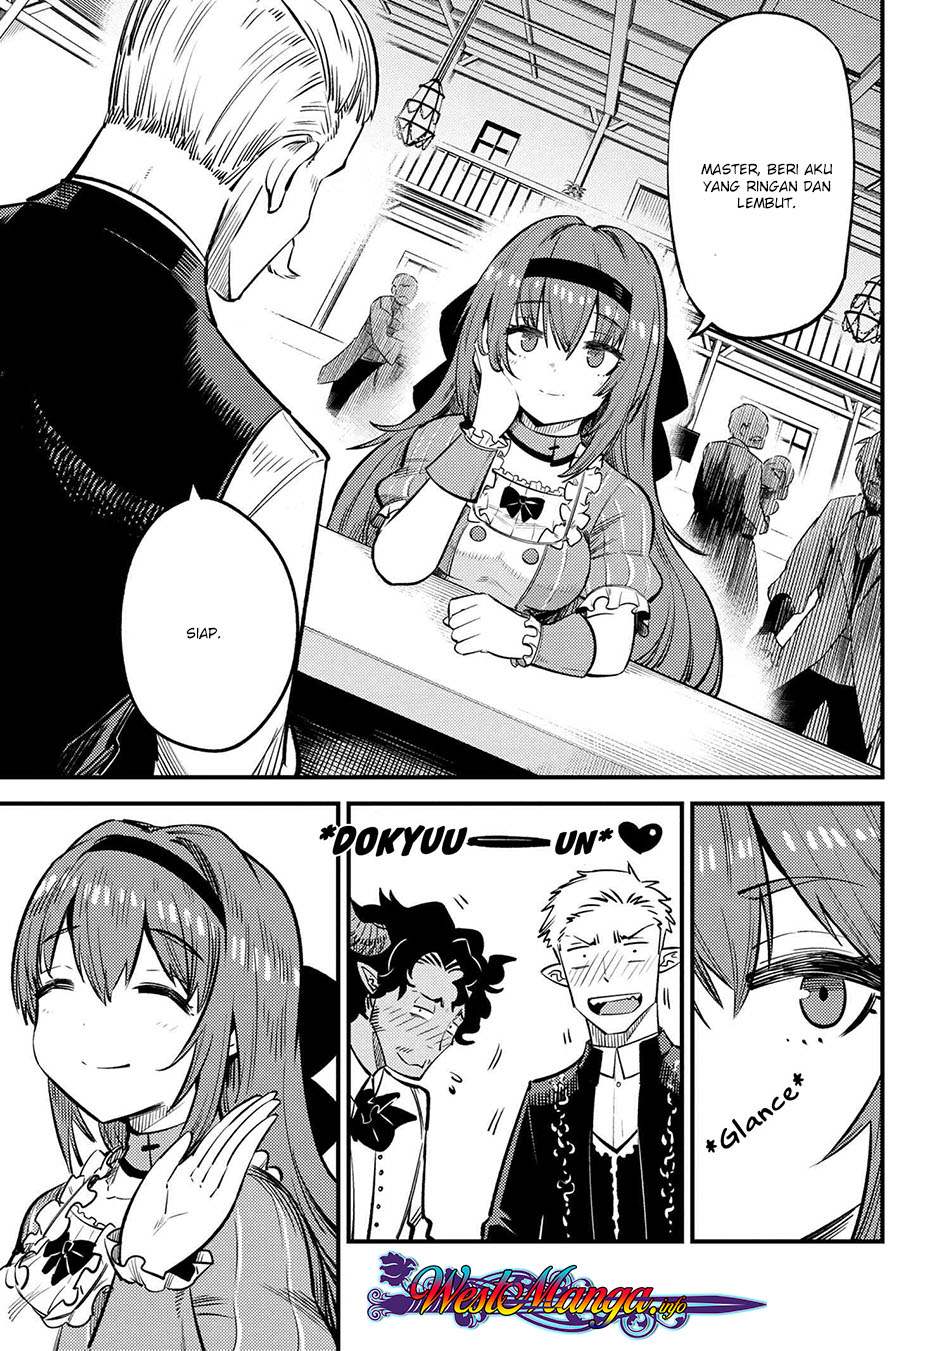 MASTER, BERI AKU
YANG RINGAN DAN
LEMBUT.
SIAP.
*Glance*
*DOKYUU━UN*♥
WestManga.info